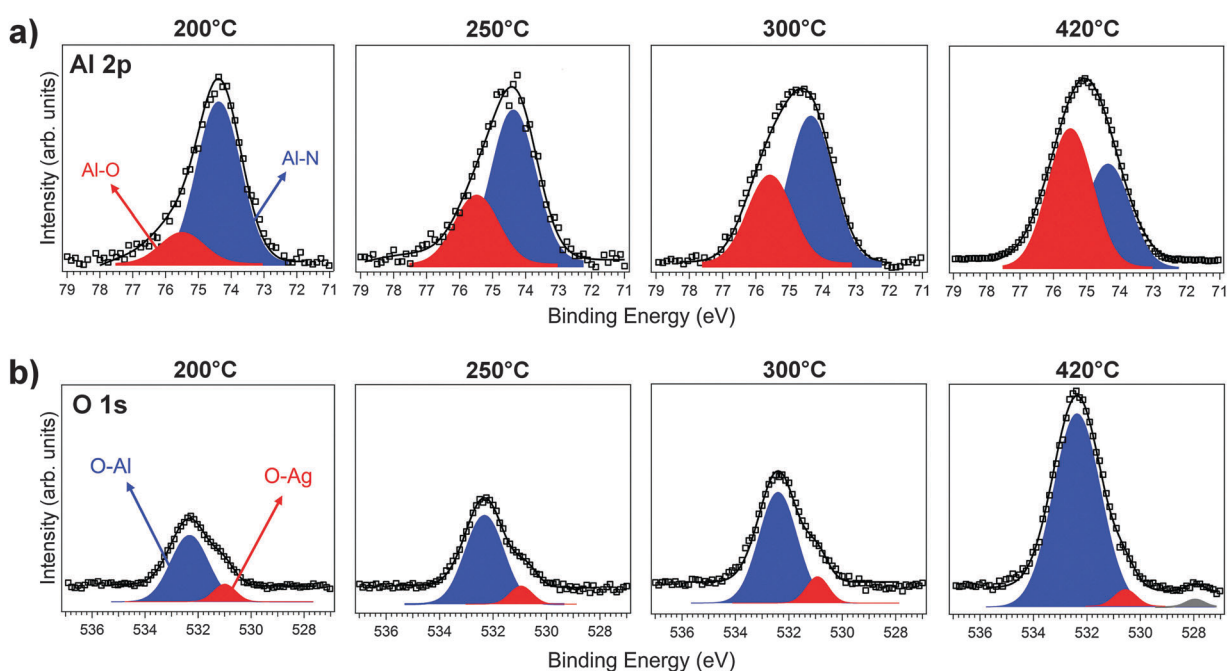 a)
200°C 250°C 300°C 420°C
Intensity (arb. units)
Al 2p
Al-O
Al-N
79 78 77 76 75 74 73 72 71 79 78 77 76 75 74 73 72 71 79 78 77 76 75 74 73 72 71 79 78 77 76 75 74 73 72 71
Binding Energy (eV)
b)
200°C 250°C 300°C 420°C
Intensity (arb. units)
O 1s
O-Al
O-Ag
536 534 532 530 528 536 534 532 530 528 536 534 532 530 528 536 534 532 530 528
Binding Energy (eV)